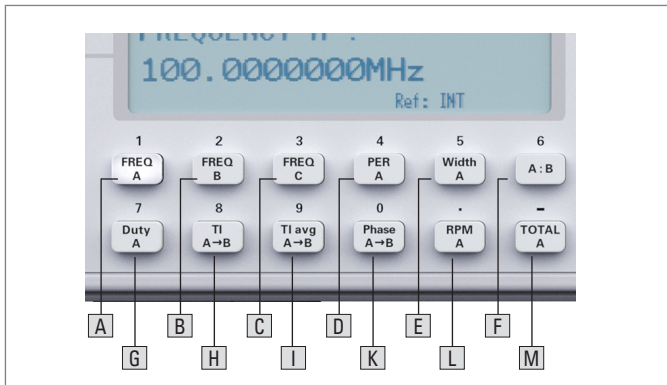 FREQUENCY A :
100.0000000MHz
Ref: INT
1 2 3 4 5 6
FREQ A FREQ B FREQ C PER A Width A A:B
7 8 9 0 . –
Duty A TI A→B TI avg A→B Phase A→B RPM A TOTAL A
A B C D E F
G H I K L M